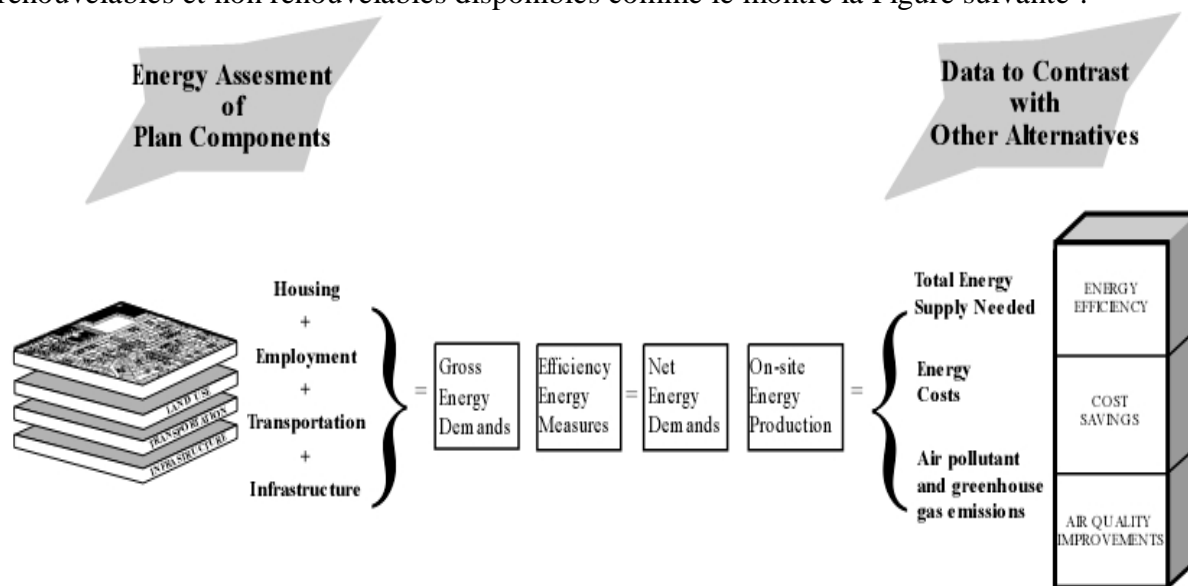 renouvelables et non renouvelables disponibles comme le montre la Figure suivante :
Energy Assesment
of
Plan Components
Data to Contrast
with
Other Alternatives
LAND USE
TRANSPORTATION
INFRASTRUCTURE
Housing
+
Employment
+
Transportation
+
Infrastructure
=
Gross
Energy
Demands
Efficiency
Energy
Measures
=
Net
Energy
Demands
On-site
Energy
Production
=
Total Energy
Supply Needed
Energy
Costs
Air pollutant
and greenhouse
gas emissions
ENERGY
EFFICIENCY
COST
SAVINGS
AIR QUALITY
IMPROVEMENTS